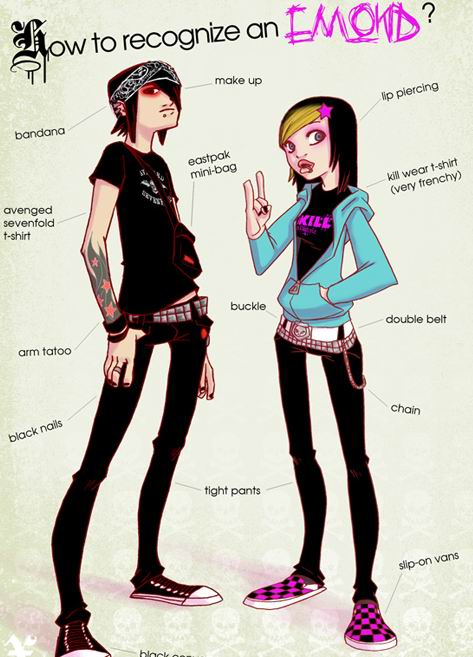 How to recognize an EMOKID ?
make up
lip piercing
bandana
eastpak
mini-bag
kill wear t-shirt
(very frenchy)
avenged
sevenfold
t-shirt
KILL
buckle
double belt
arm tatoo
chain
black nails
tight pants
slip-on vans
black